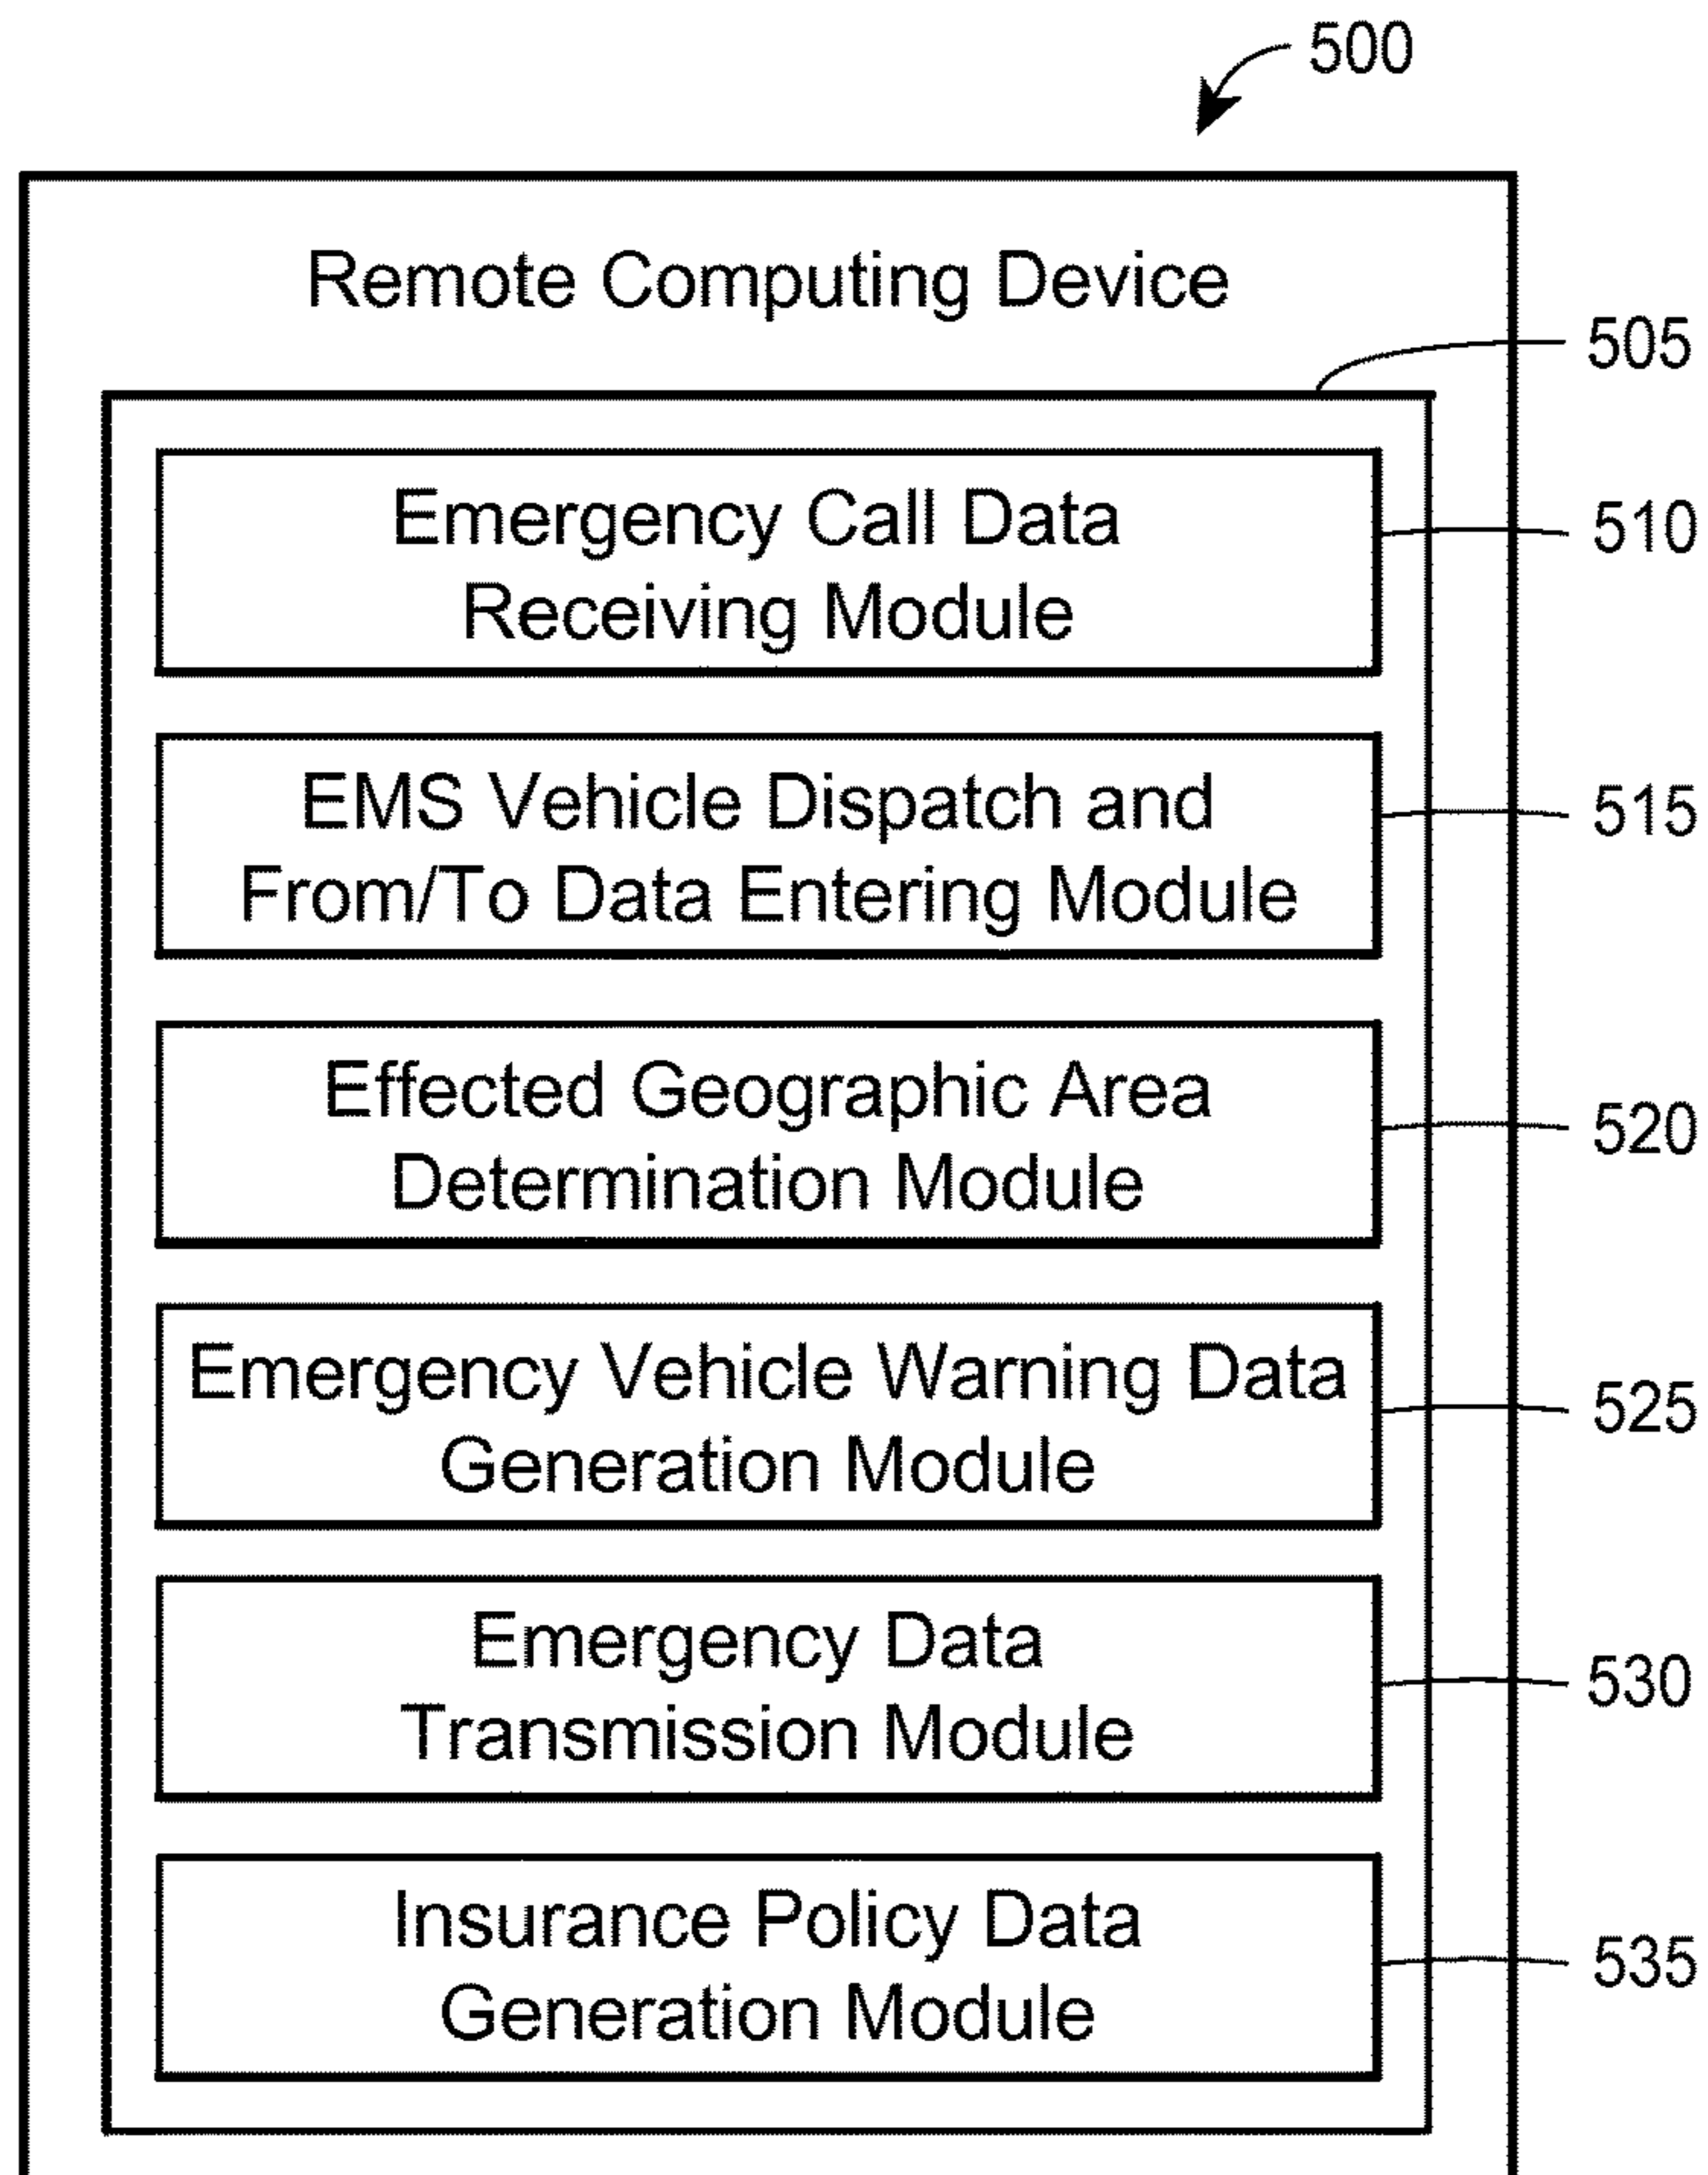 500
Remote Computing Device
505
Emergency Call Data
Receiving Module
510
EMS Vehicle Dispatch and
From/To Data Entering Module
515
Effected Geographic Area
Determination Module
520
Emergency Vehicle Warning Data
Generation Module
525
Emergency Data
Transmission Module
530
Insurance Policy Data
Generation Module
535